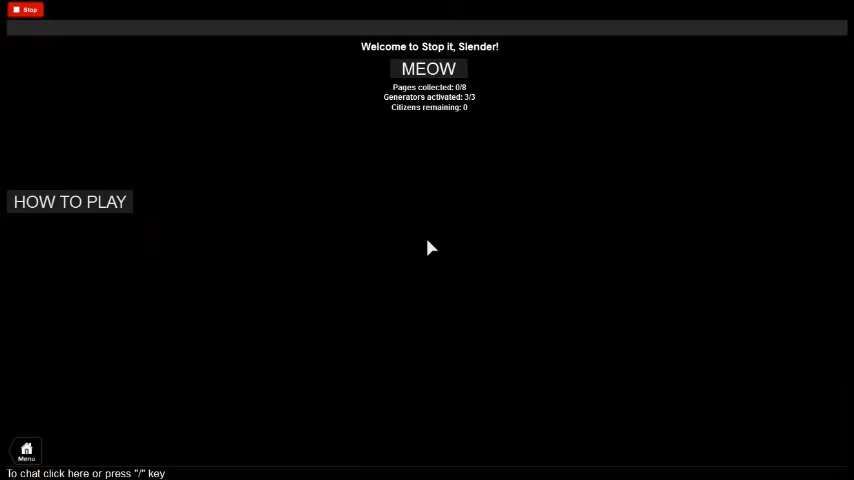 Stop
Welcome to Stop it, Slender!
MEOW
Pages collected: 0/8
Generators activated: 3/3
Citizens remaining: 0
HOW TO PLAY
Menu
To chat click here or press "/" key